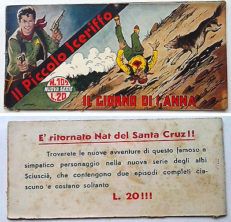 Il Piccolo Sceriffo
N. 105
NUOVA SERIE
L.20
IL GIORNO DI CANNA
E' ritornato Nat del Santa Cruz!!
Troverete le nuove avventure di questo famoso e
simpatico personaggio nella nuova serie degli albi
Sciuscià, che contengono due episodi completi cia-
scuno e costano soltanto
L. 20!!!